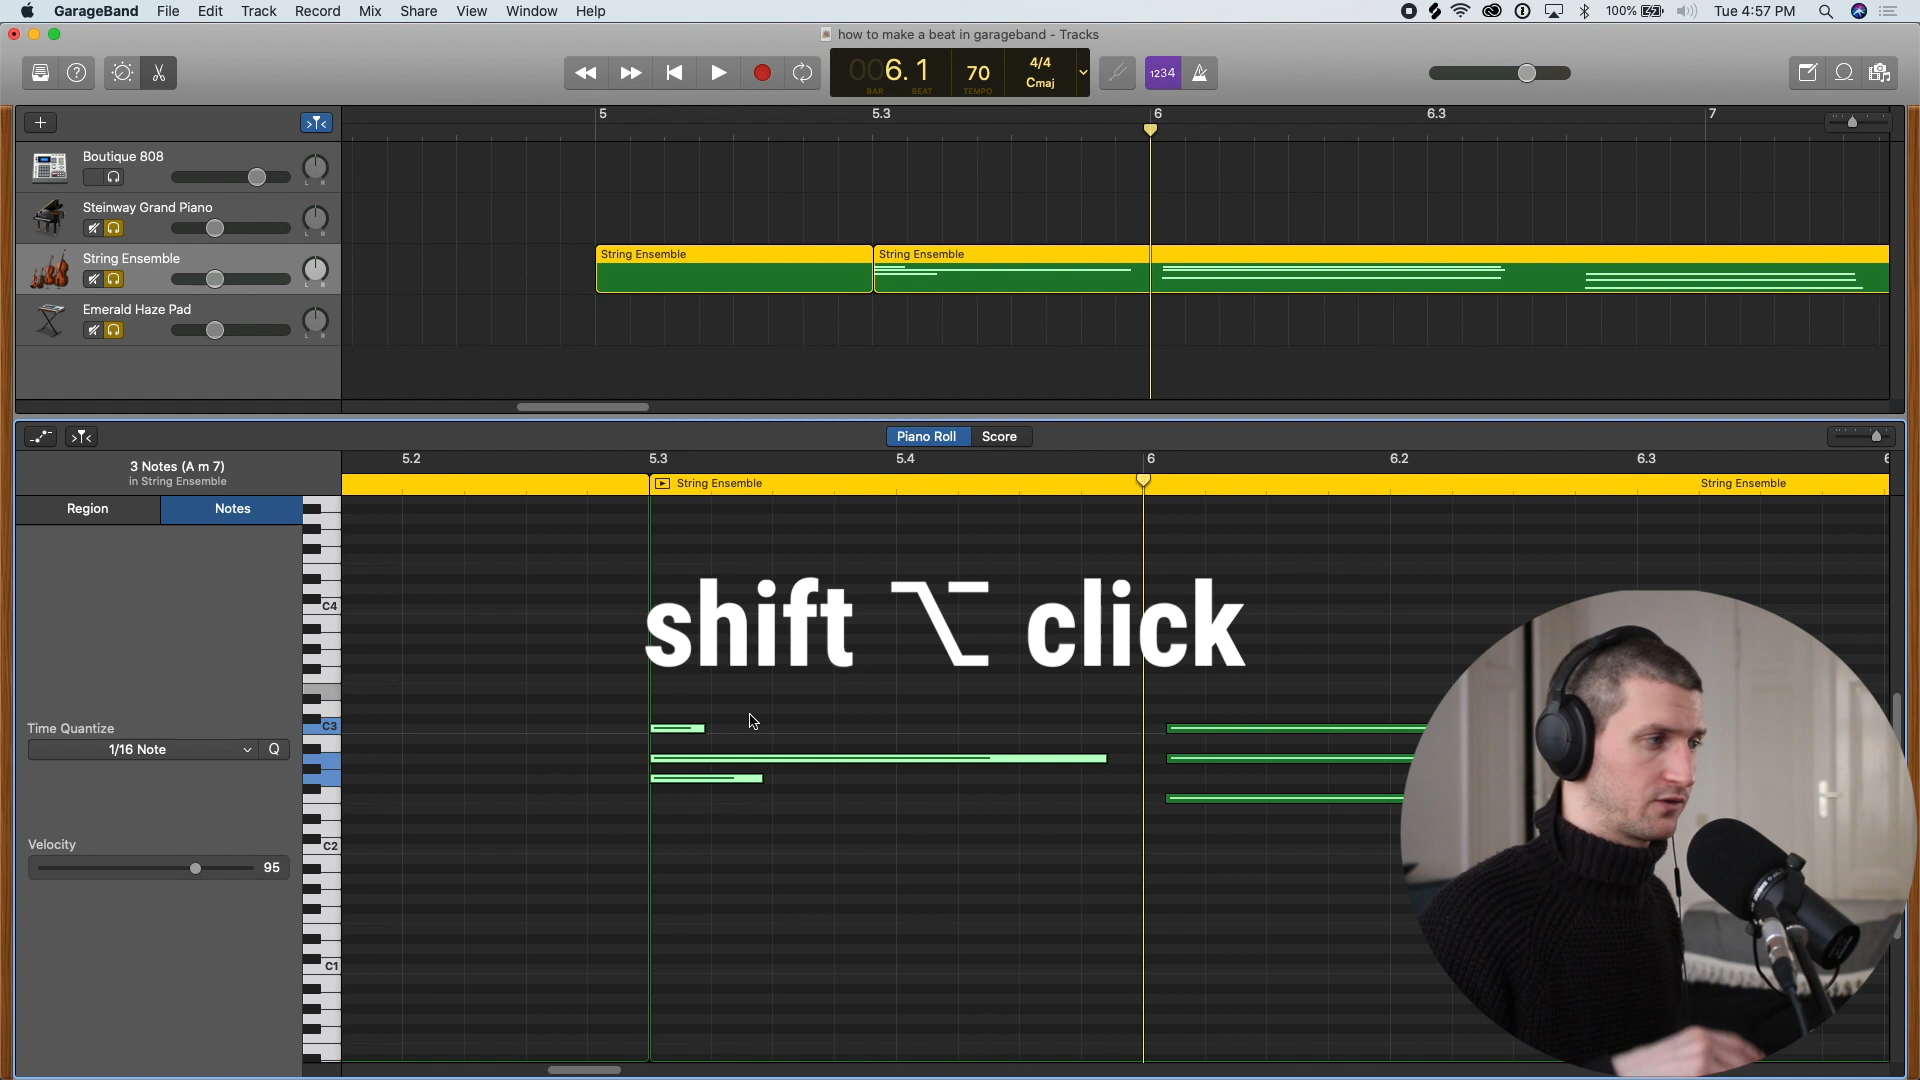 GarageBand File Edit Track Record Mix Share View Window Help
100% Tue 4:57 PM
how to make a beat in garageband - Tracks
006.1 70 4/4
Cmaj
BAR BEAT TEMPO
1234
5 5.3 6 6.3 7
Boutique 808
L R
Steinway Grand Piano
L R
String Ensemble
L R
Emerald Haze Pad
L R
String Ensemble String Ensemble
Piano Roll Score
3 Notes (A m 7)
in String Ensemble
Region Notes
5.2 5.3 5.4 6 6.2 6.3
String Ensemble String Ensemble
C4
shift ⌥ click
C3
Time Quantize
1/16 Note Q
Velocity
95
C2
C1